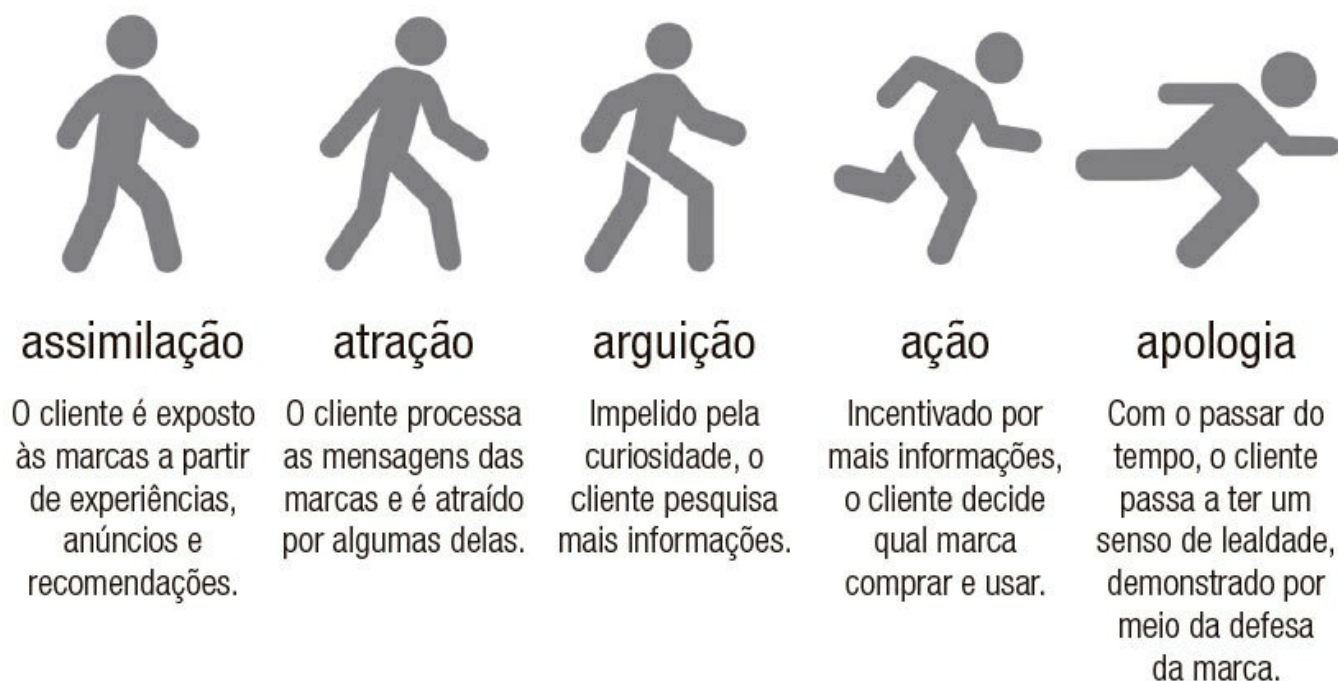 assimilação
O cliente é exposto
às marcas a partir
de experiências,
anúncios e
recomendações.
atração
O cliente processa
as mensagens das
marcas e é atraído
por algumas delas.
arguição
Impelido pela
curiosidade, o
cliente pesquisa
mais informações.
ação
Incentivado por
mais informações,
o cliente decide
qual marca
comprar e usar.
apologia
Com o passar do
tempo, o cliente
passa a ter um
senso de lealdade,
demonstrado por
meio da defesa
da marca.